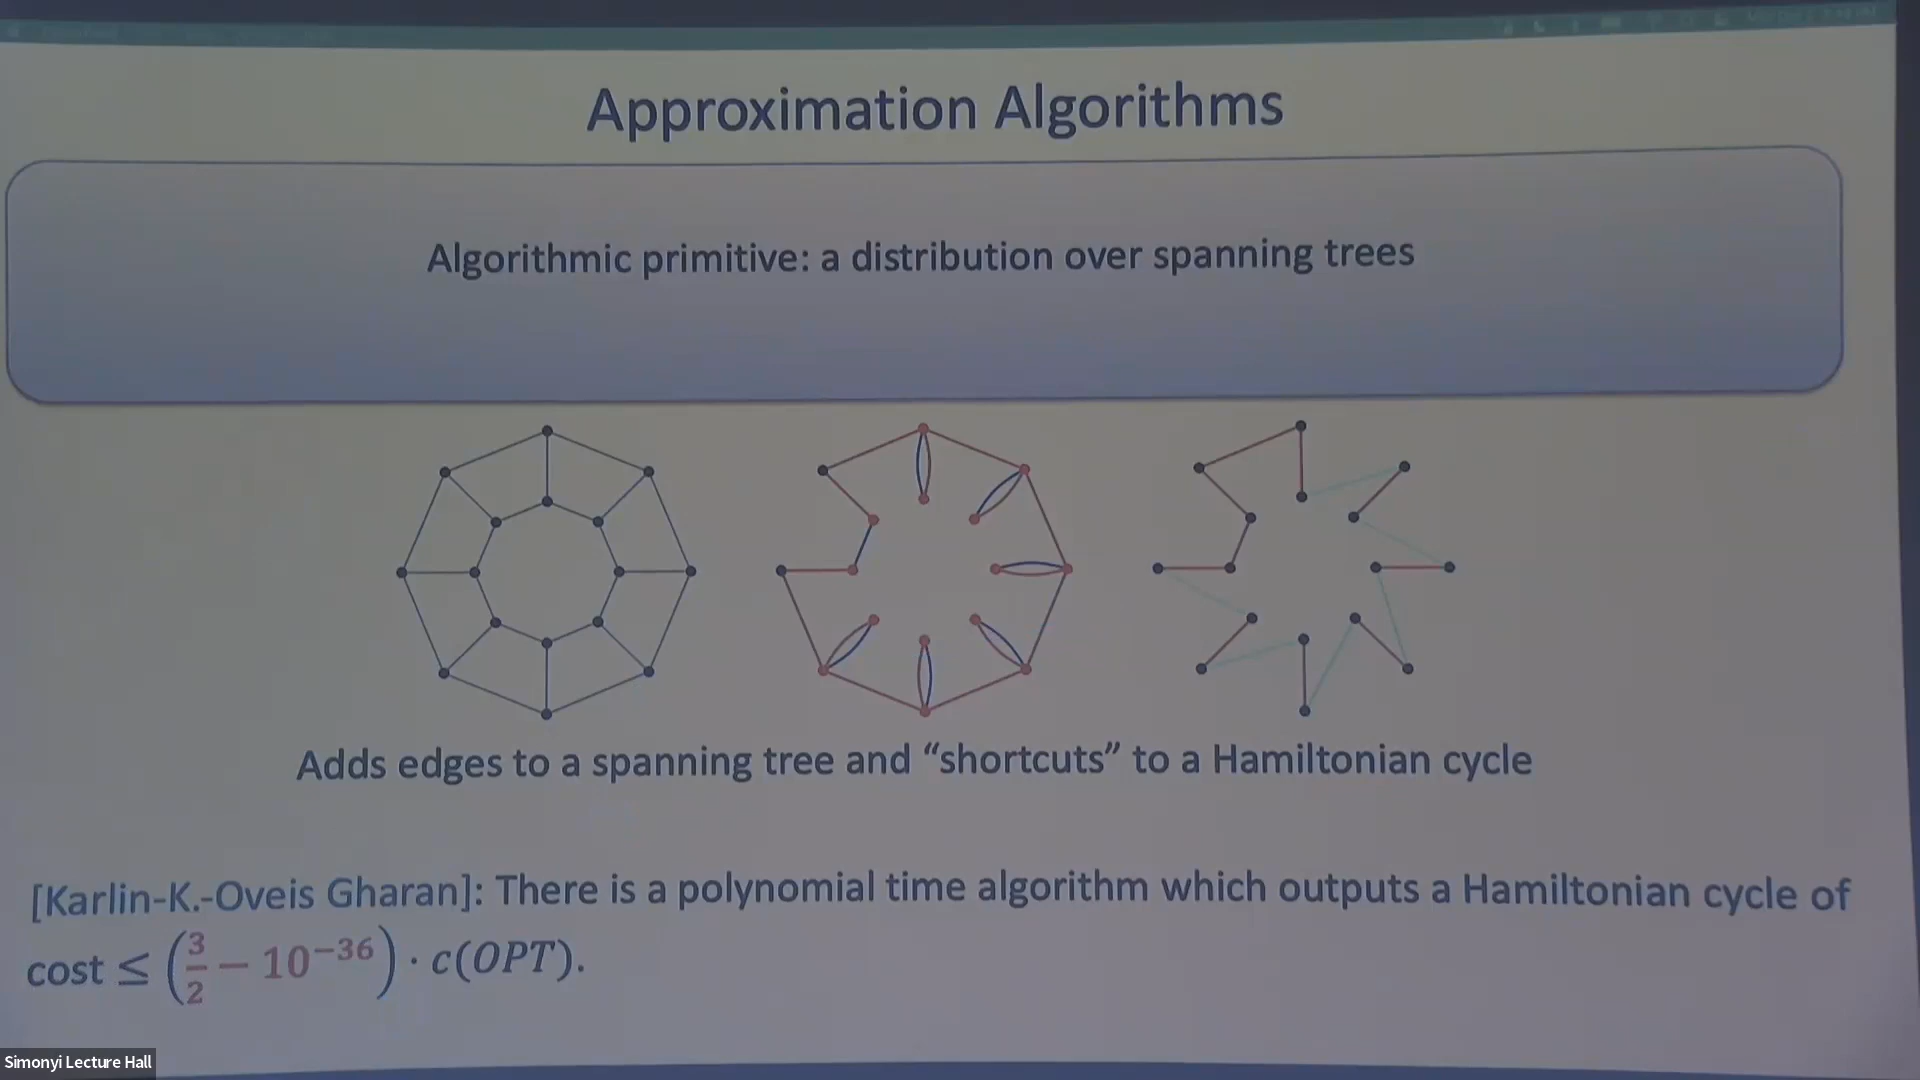 Approximation Algorithms
Algorithmic primitive: a distribution over spanning trees
Adds edges to a spanning tree and “shortcuts” to a Hamiltonian cycle
[Karlin-K.-Oveis Gharan]: There is a polynomial time algorithm which outputs a Hamiltonian cycle of
cost ≤ (3/2 − 10⁻³⁶) · c(OPT).
Simonyi Lecture Hall